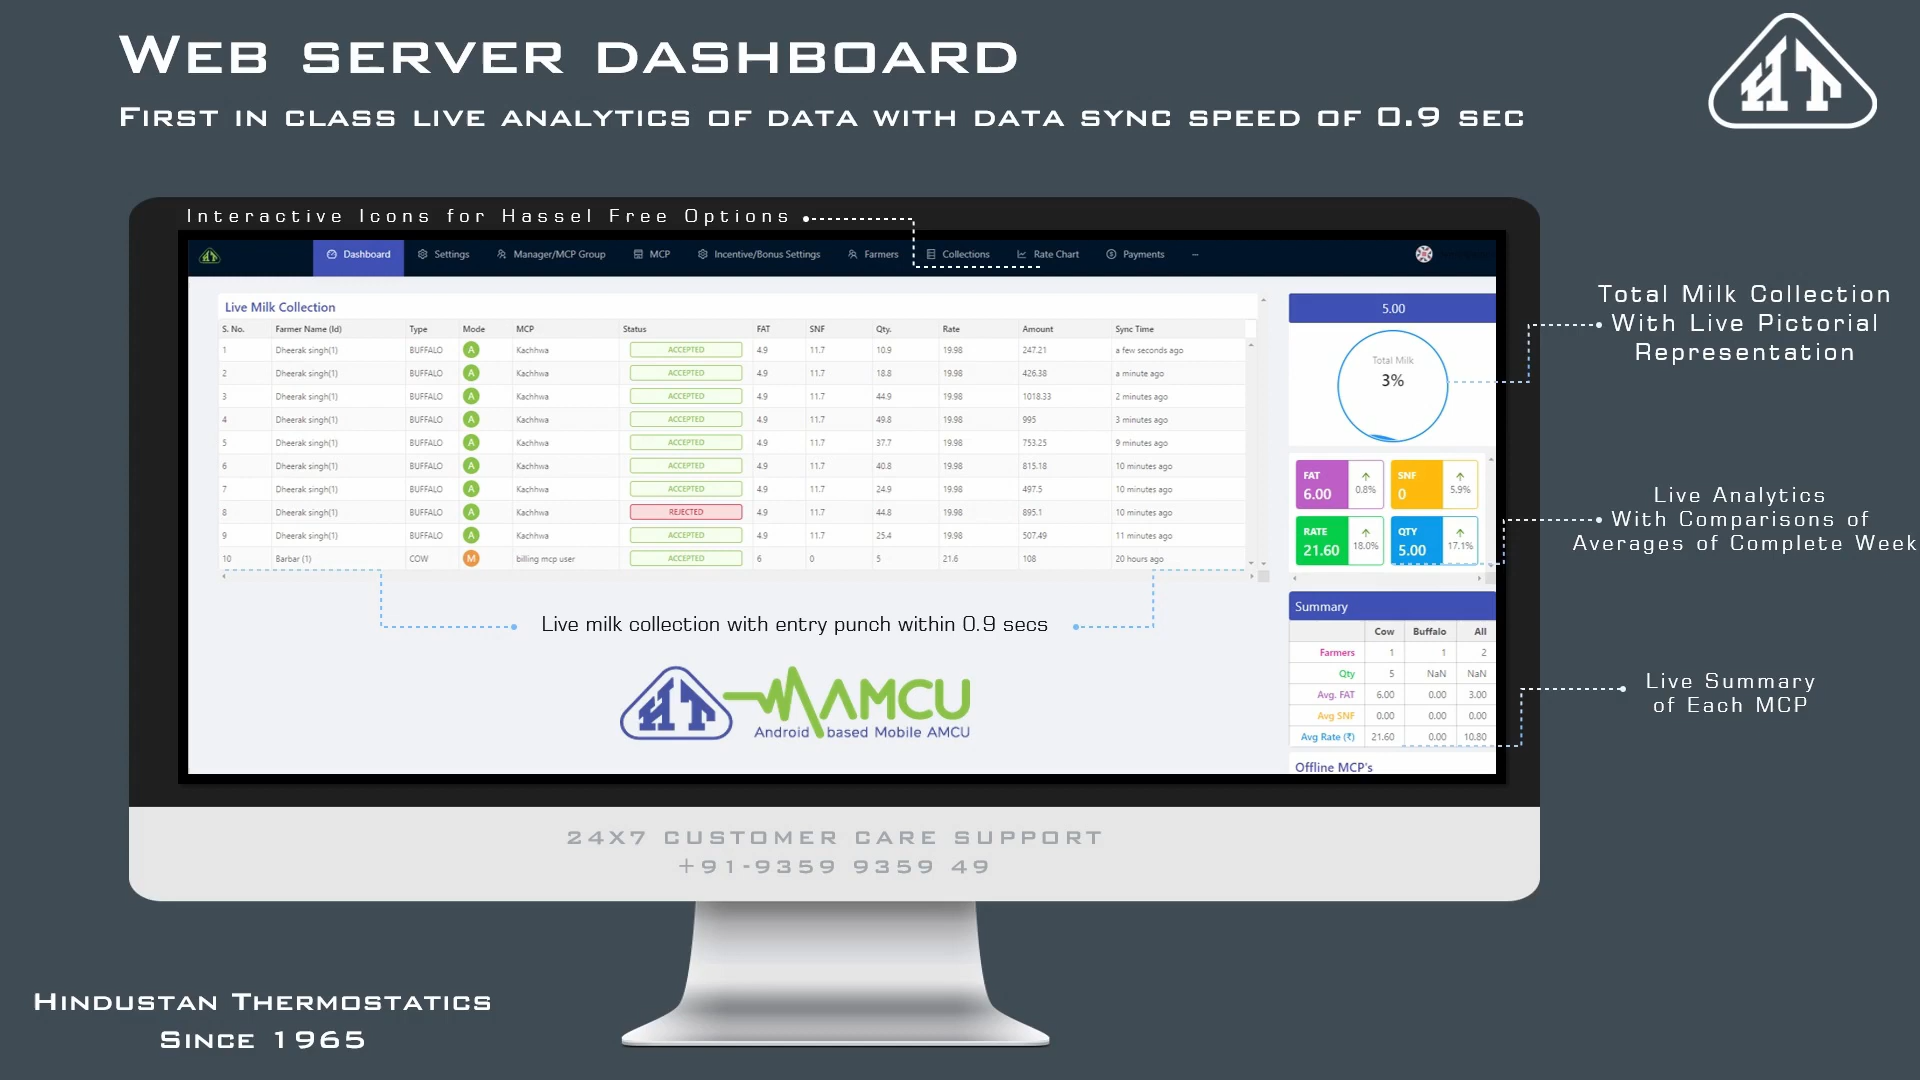 Web server dashboard
First in class live analytics of data with data sync speed of 0.9 sec
HT
Interactive Icons for Hassel Free Options
Dashboard Settings Manager/MCP Group MCP Incentive/Bonus Settings Farmers Collections Rate Chart Payments ...
Live Milk Collection
S. No. Farmer Name (Id) Type Mode MCP Status FAT SNF Qty. Rate Amount Sync Time
1 Dheerak singh(1) BUFFALO A Kachhwa ACCEPTED 4.9 11.7 10.9 19.98 247.21 a few seconds ago
2 Dheerak singh(1) BUFFALO A Kachhwa ACCEPTED 4.9 11.7 18.8 19.98 426.38 a minute ago
3 Dheerak singh(1) BUFFALO A Kachhwa ACCEPTED 4.9 11.7 44.9 19.98 1018.33 2 minutes ago
4 Dheerak singh(1) BUFFALO A Kachhwa ACCEPTED 4.9 11.7 49.8 19.98 995 3 minutes ago
5 Dheerak singh(1) BUFFALO A Kachhwa ACCEPTED 4.9 11.7 37.7 19.98 753.25 9 minutes ago
6 Dheerak singh(1) BUFFALO A Kachhwa ACCEPTED 4.9 11.7 40.8 19.98 815.18 10 minutes ago
7 Dheerak singh(1) BUFFALO A Kachhwa ACCEPTED 4.9 11.7 24.9 19.98 497.5 10 minutes ago
8 Dheerak singh(1) BUFFALO A Kachhwa REJECTED 4.9 11.7 44.8 19.98 895.1 10 minutes ago
9 Dheerak singh(1) BUFFALO A Kachhwa ACCEPTED 4.9 11.7 25.4 19.98 507.49 11 minutes ago
10 Barbar (1) COW M billing mcp user ACCEPTED 6 0 5 21.6 108 20 hours ago
Live milk collection with entry punch within 0.9 secs
HT MAMCU
Android based Mobile AMCU
5.00
Total Milk
3%
FAT 6.00 0.8% SNF 0 5.9%
RATE 21.60 18.0% QTY 5.00 17.1%
Summary
Cow Buffalo All
Farmers 1 1 2
Qty 5 NaN NaN
Avg. FAT 6.00 0.00 3.00
Avg SNF 0.00 0.00 0.00
Avg Rate (₹) 21.60 0.00 10.80
Offline MCP's
Total Milk Collection
With Live Pictorial
Representation
Live Analytics
With Comparisons of
Averages of Complete Week
Live Summary
of Each MCP
24x7 customer care support
+91-9359 9359 49
Hindustan Thermostatics
Since 1965